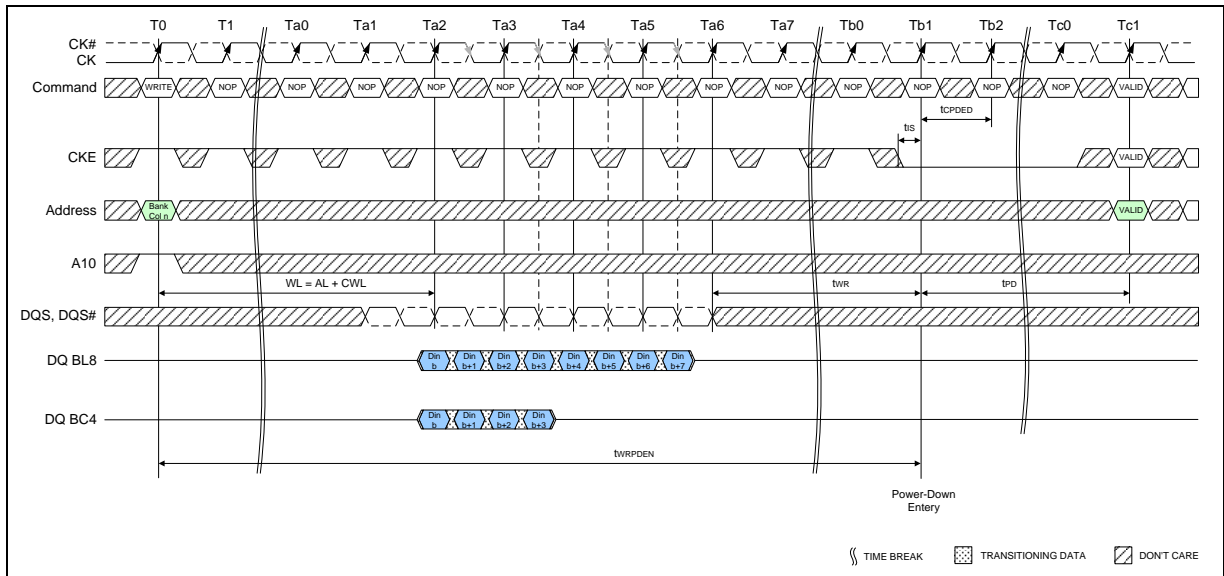 T0 T1 Ta0 Ta1 Ta2 Ta3 Ta4 Ta5 Ta6 Ta7 Tb0 Tb1 Tb2 Tc0 Tc1
CK#
CK
Command WRITE NOP NOP NOP NOP NOP NOP NOP NOP NOP NOP NOP NOP NOP VALID
tCPDED
tIS
CKE VALID
Address Bank Col n VALID
A10
WL = AL + CWL tWR tPD
DQS, DQS#
DQ BL8 Din b Din b+1 Din b+2 Din b+3 Din b+4 Din b+5 Din b+6 Din b+7
DQ BC4 Din b Din b+1 Din b+2 Din b+3
tWRPDEN
Power-Down
Entery
TIME BREAK TRANSITIONING DATA DON'T CARE